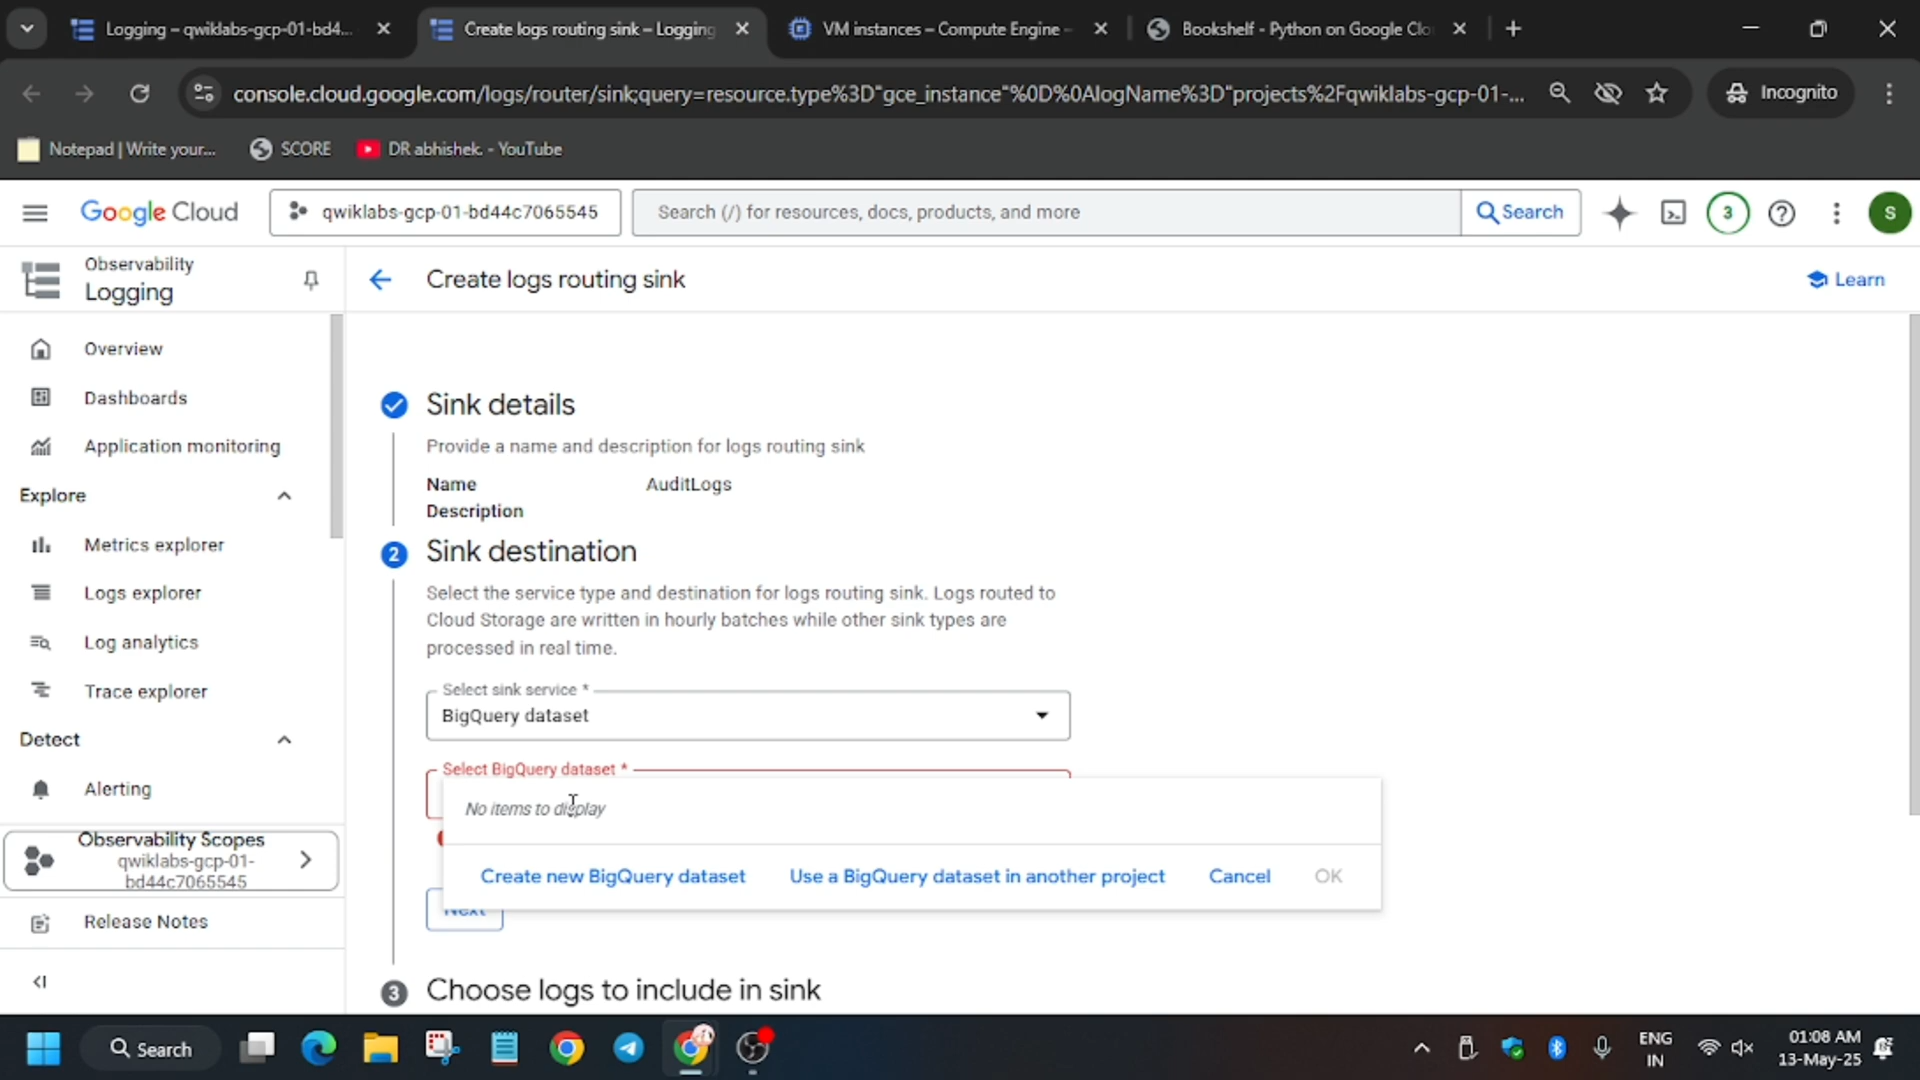 Logging – qwiklabs-gcp-01-bd4...
Create logs routing sink – Logging
VM instances – Compute Engine –
Bookshelf - Python on Google Clo
console.cloud.google.com/logs/router/sink;query=resource.type%3D"gce_instance"%0D%0AlogName%3D"projects%2Fqwiklabs-gcp-01-...
Incognito
Notepad | Write your...
SCORE
DR abhishek. - YouTube
Google Cloud
qwiklabs-gcp-01-bd44c7065545
Search (/) for resources, docs, products, and more
Search
3
S
Observability
Logging
Create logs routing sink
Learn
Overview
Dashboards
Application monitoring
Explore
Metrics explorer
Logs explorer
Log analytics
Trace explorer
Detect
Alerting
Observability Scopes
qwiklabs-gcp-01-
bd44c7065545
Release Notes
Sink details
Provide a name and description for logs routing sink
Name AuditLogs
Description
2 Sink destination
Select the service type and destination for logs routing sink. Logs routed to
Cloud Storage are written in hourly batches while other sink types are
processed in real time.
Select sink service *
BigQuery dataset
Select BigQuery dataset *
No items to display
Create new BigQuery dataset
Use a BigQuery dataset in another project
Cancel
OK
Next
3 Choose logs to include in sink
Search
ENG
IN
01:08 AM
13-May-25